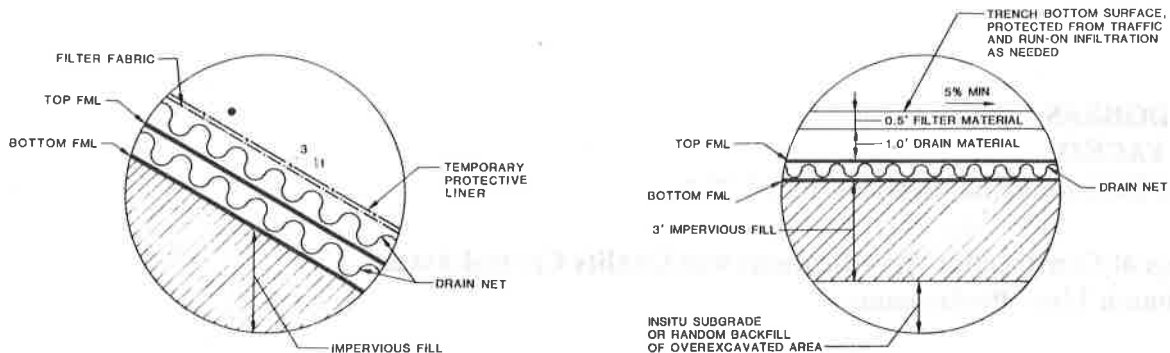 FILTER FABRIC
TOP FML
BOTTOM FML
3
1
TEMPORARY
PROTECTIVE
LINER
DRAIN NET
IMPERVIOUS FILL
TRENCH BOTTOM SURFACE,
PROTECTED FROM TRAFFIC
AND RUN-ON INFILTRATION
AS NEEDED
5% MIN
0.5' FILTER MATERIAL
1.0' DRAIN MATERIAL
TOP FML
DRAIN NET
BOTTOM FML
3' IMPERVIOUS FILL
INSITU SUBGRADE
OR RANDOM BACKFILL
OF OVEREXCAVATED AREA